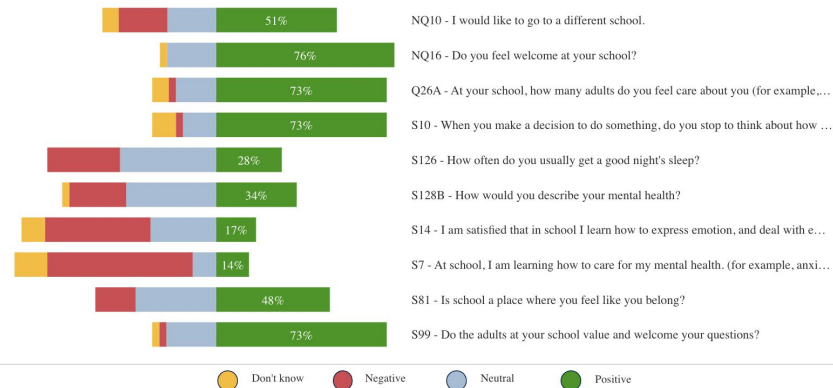 51% NQ10 - I would like to go to a different school.
76% NQ16 - Do you feel welcome at your school?
73% Q26A - At your school, how many adults do you feel care about you (for example,…
73% S10 - When you make a decision to do something, do you stop to think about how …
28% S126 - How often do you usually get a good night's sleep?
34% S128B - How would you describe your mental health?
17% S14 - I am satisfied that in school I learn how to express emotion, and deal with e…
14% S7 - At school, I am learning how to care for my mental health. (for example, anxi…
48% S81 - Is school a place where you feel like you belong?
73% S99 - Do the adults at your school value and welcome your questions?
Don't know Negative Neutral Positive